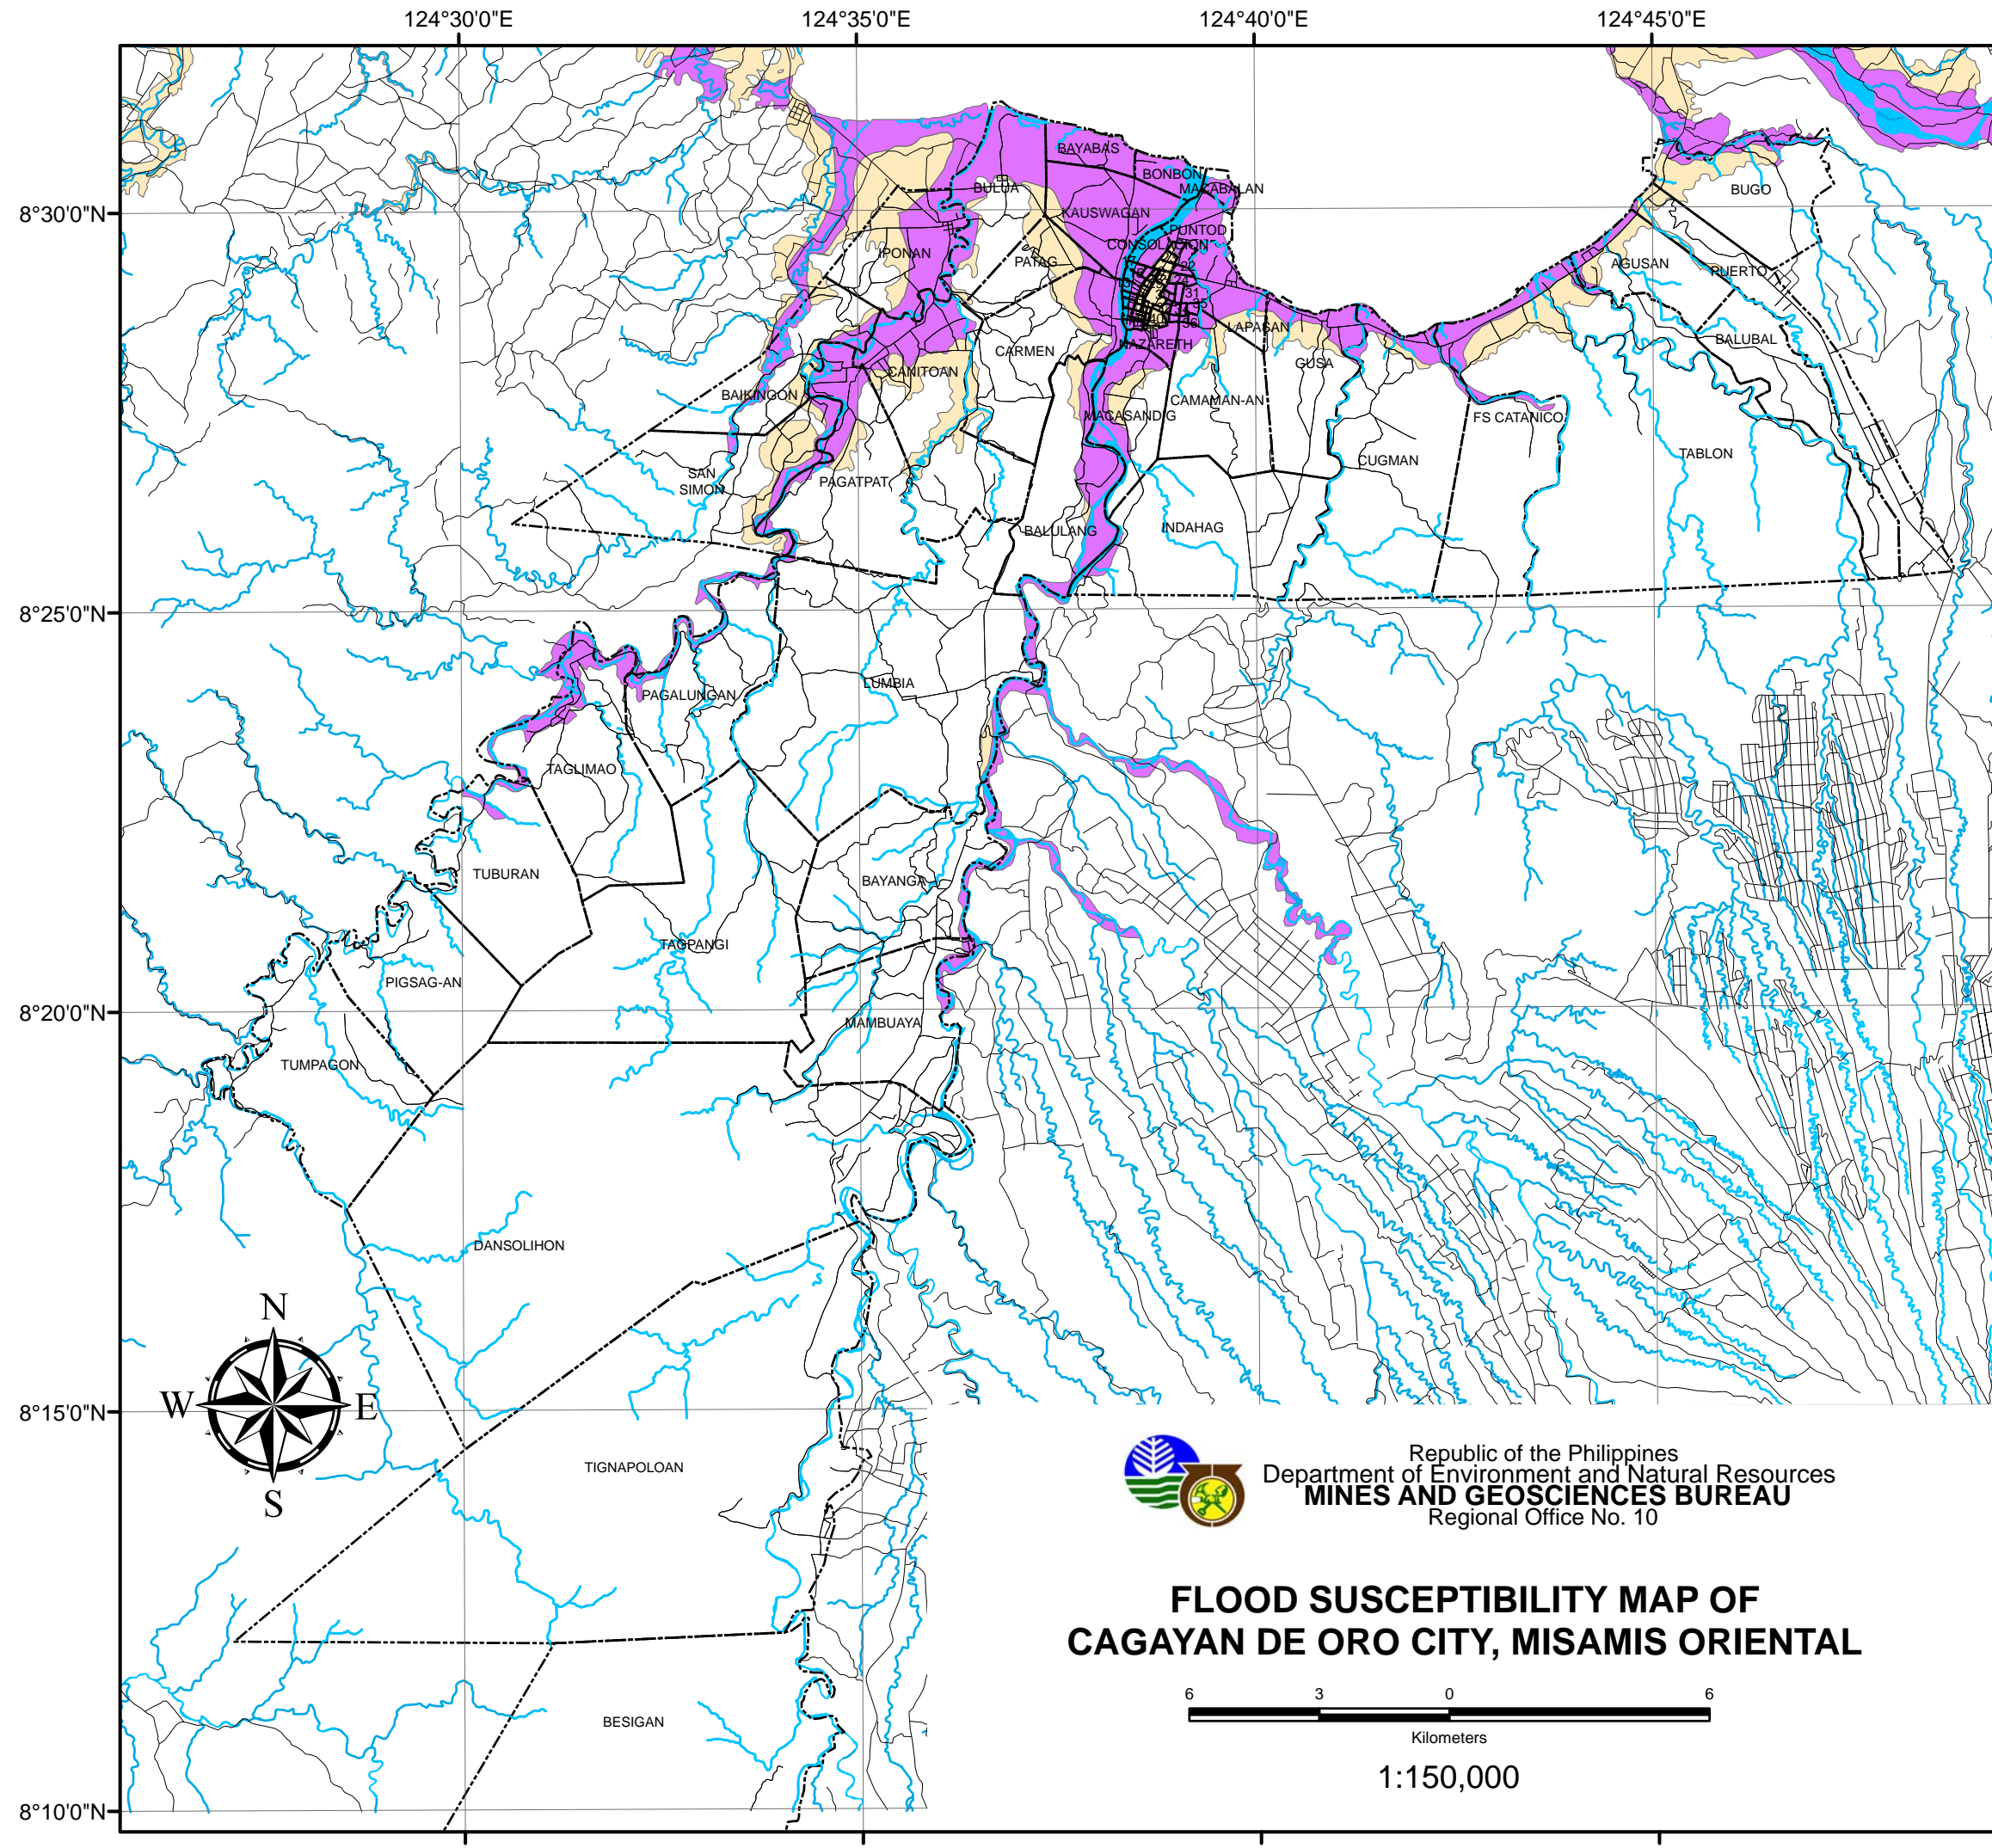 124°30'0"E 124°35'0"E 124°40'0"E 124°45'0"E
BAYABAS
BONBON
BULUA
MACABALAN
BUGO
8°30'0"N
KAUSWAGAN
PUNTOD
CONSOLACION
IPONAN
PATAG
17
22
AGUSAN
PUERTO
31
35
36
LAPASAN
BALUBAL
NAZARETH
CARMEN
GUSA
CANITOAN
BAIKINGON
CAMAMAN-AN
MACASANDIG
FS CATANICO
TABLON
CUGMAN
SAN
SIMON
PAGATPAT
INDAHAG
BALULANG
8°25'0"N
LUMBIA
PAGALUNGAN
TAGLIMAO
TUBURAN
BAYANGA
TAGPANGI
PIGSAG-AN
8°20'0"N
MAMBUAYA
TUMPAGON
DANSOLIHON
N
W E
S
8°15'0"N
TIGNAPOLOAN
Republic of the Philippines
Department of Environment and Natural Resources
MINES AND GEOSCIENCES BUREAU
Regional Office No. 10
FLOOD SUSCEPTIBILITY MAP OF
CAGAYAN DE ORO CITY, MISAMIS ORIENTAL
6 3 0 6
Kilometers
BESIGAN
1:150,000
8°10'0"N